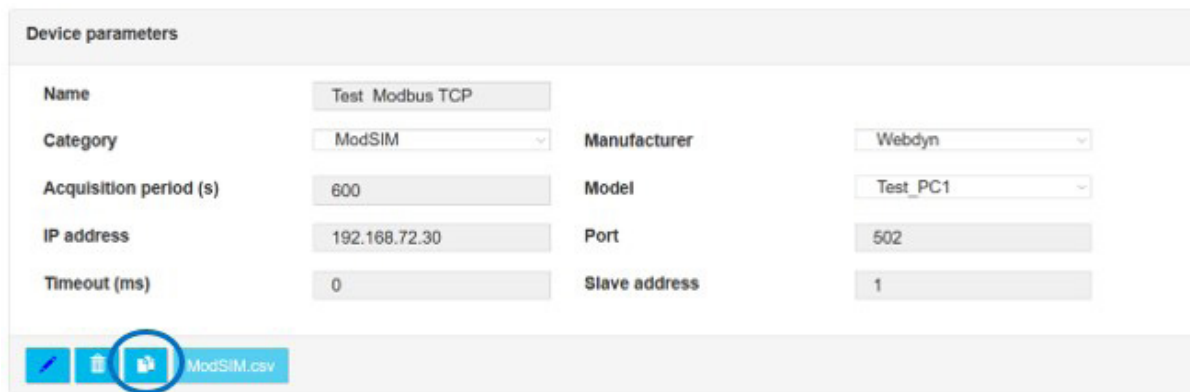 Device parameters
Name Test Modbus TCP
Category ModSIM Manufacturer Webdyn
Acquisition period (s) 600 Model Test_PC1
IP address 192.168.72.30 Port 502
Timeout (ms) 0 Slave address 1
ModSIM.csv